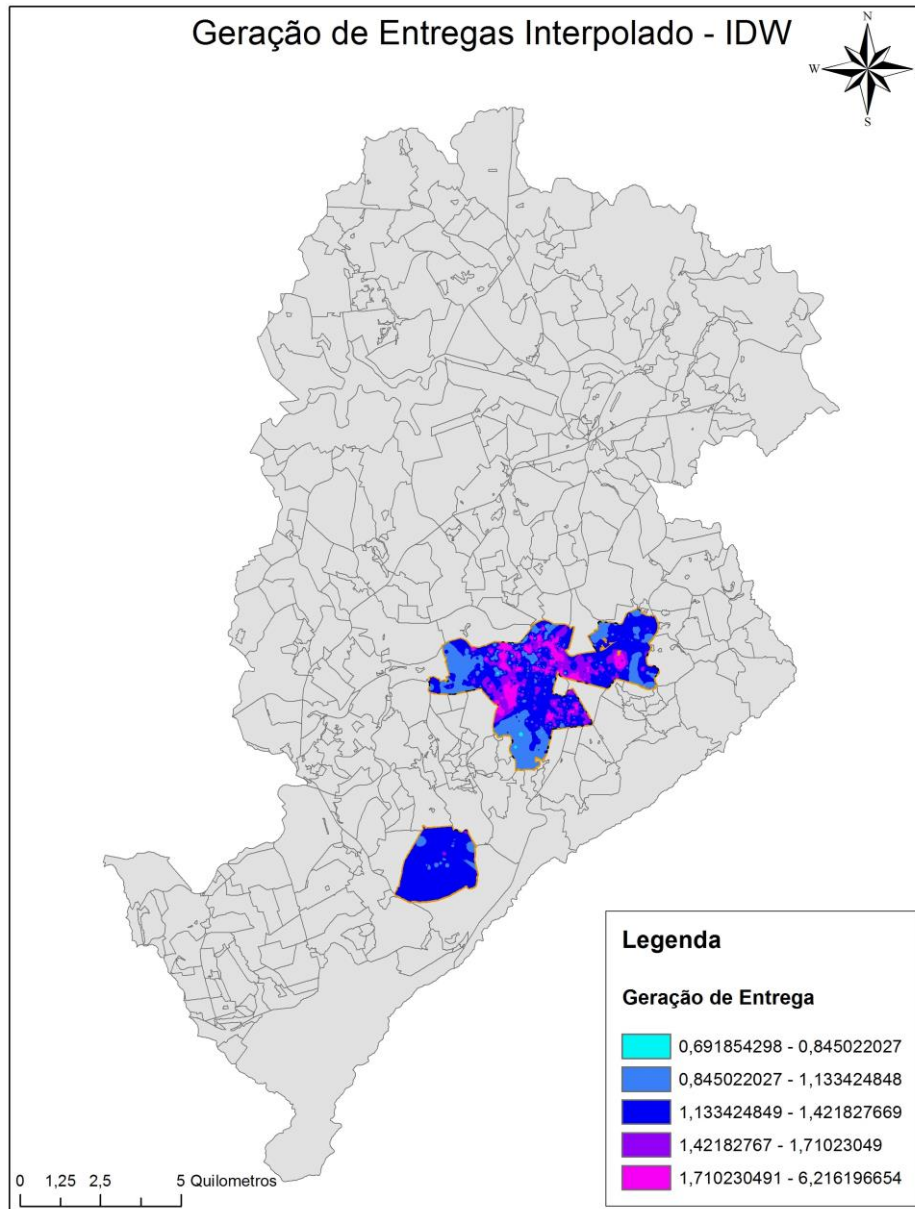 Geração de Entregas Interpolado - IDW
N
W
S
Legenda
Geração de Entrega
0,691854298 - 0,845022027
0,845022027 - 1,133424848
1,133424849 - 1,421827669
1,42182767 - 1,71023049
1,710230491 - 6,216196654
0 1,25 2,5 5 Quilometros